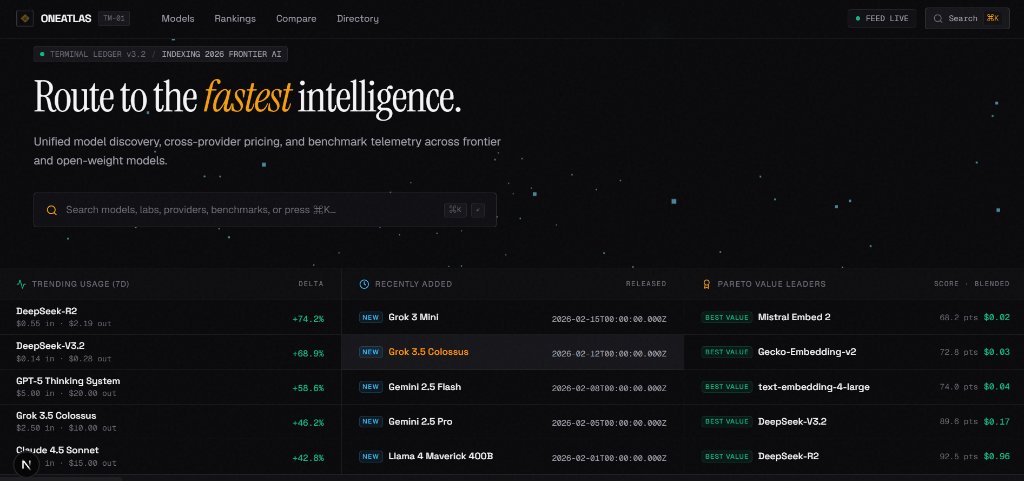 ONEATLAS TM-01 Models Rankings Compare Directory FEED LIVE Search ⌘K
TERMINAL LEDGER v3.2 / INDEXING 2026 FRONTIER AI
Route to the fastest intelligence.
Unified model discovery, cross-provider pricing, and benchmark telemetry across frontier
and open-weight models.
Search models, labs, providers, benchmarks, or press ⌘K... ⌘K
TRENDING USAGE (7D) DELTA
DeepSeek-R2
$0.55 in · $2.19 out
+74.2%
DeepSeek-V3.2
$0.14 in · $0.28 out
+68.9%
GPT-5 Thinking System
$5.00 in · $20.00 out
+58.6%
Grok 3.5 Colossus
$2.50 in · $10.00 out
+46.2%
Claude 4.5 Sonnet
in · $15.00 out
+42.8%
N
RECENTLY ADDED RELEASED
NEW Grok 3 Mini 2026-02-15T00:00:00.000Z
NEW Grok 3.5 Colossus 2026-02-12T00:00:00.000Z
NEW Gemini 2.5 Flash 2026-02-08T00:00:00.000Z
NEW Gemini 2.5 Pro 2026-02-05T00:00:00.000Z
NEW Llama 4 Maverick 400B 2026-02-01T00:00:00.000Z
PARETO VALUE LEADERS SCORE · BLENDED
BEST VALUE Mistral Embed 2 68.2 pts $0.02
BEST VALUE Gecko-Embedding-v2 72.8 pts $0.03
BEST VALUE text-embedding-4-large 74.0 pts $0.04
BEST VALUE DeepSeek-V3.2 89.6 pts $0.17
BEST VALUE DeepSeek-R2 92.5 pts $0.96